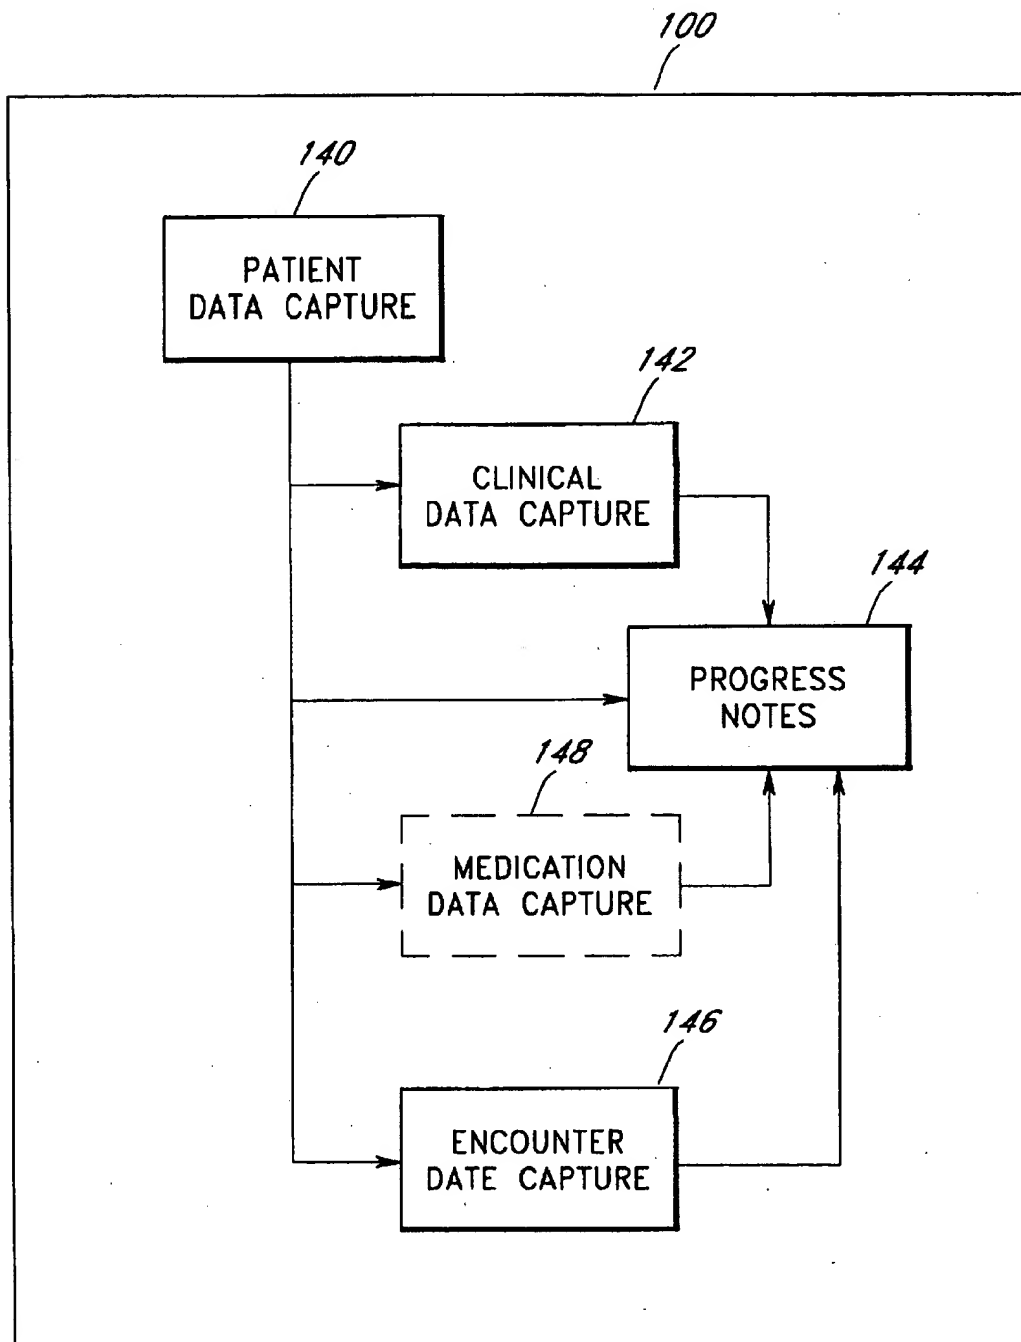 100
140
PATIENT
DATA CAPTURE
142
CLINICAL
DATA CAPTURE
144
PROGRESS
NOTES
148
MEDICATION
DATA CAPTURE
146
ENCOUNTER
DATE CAPTURE